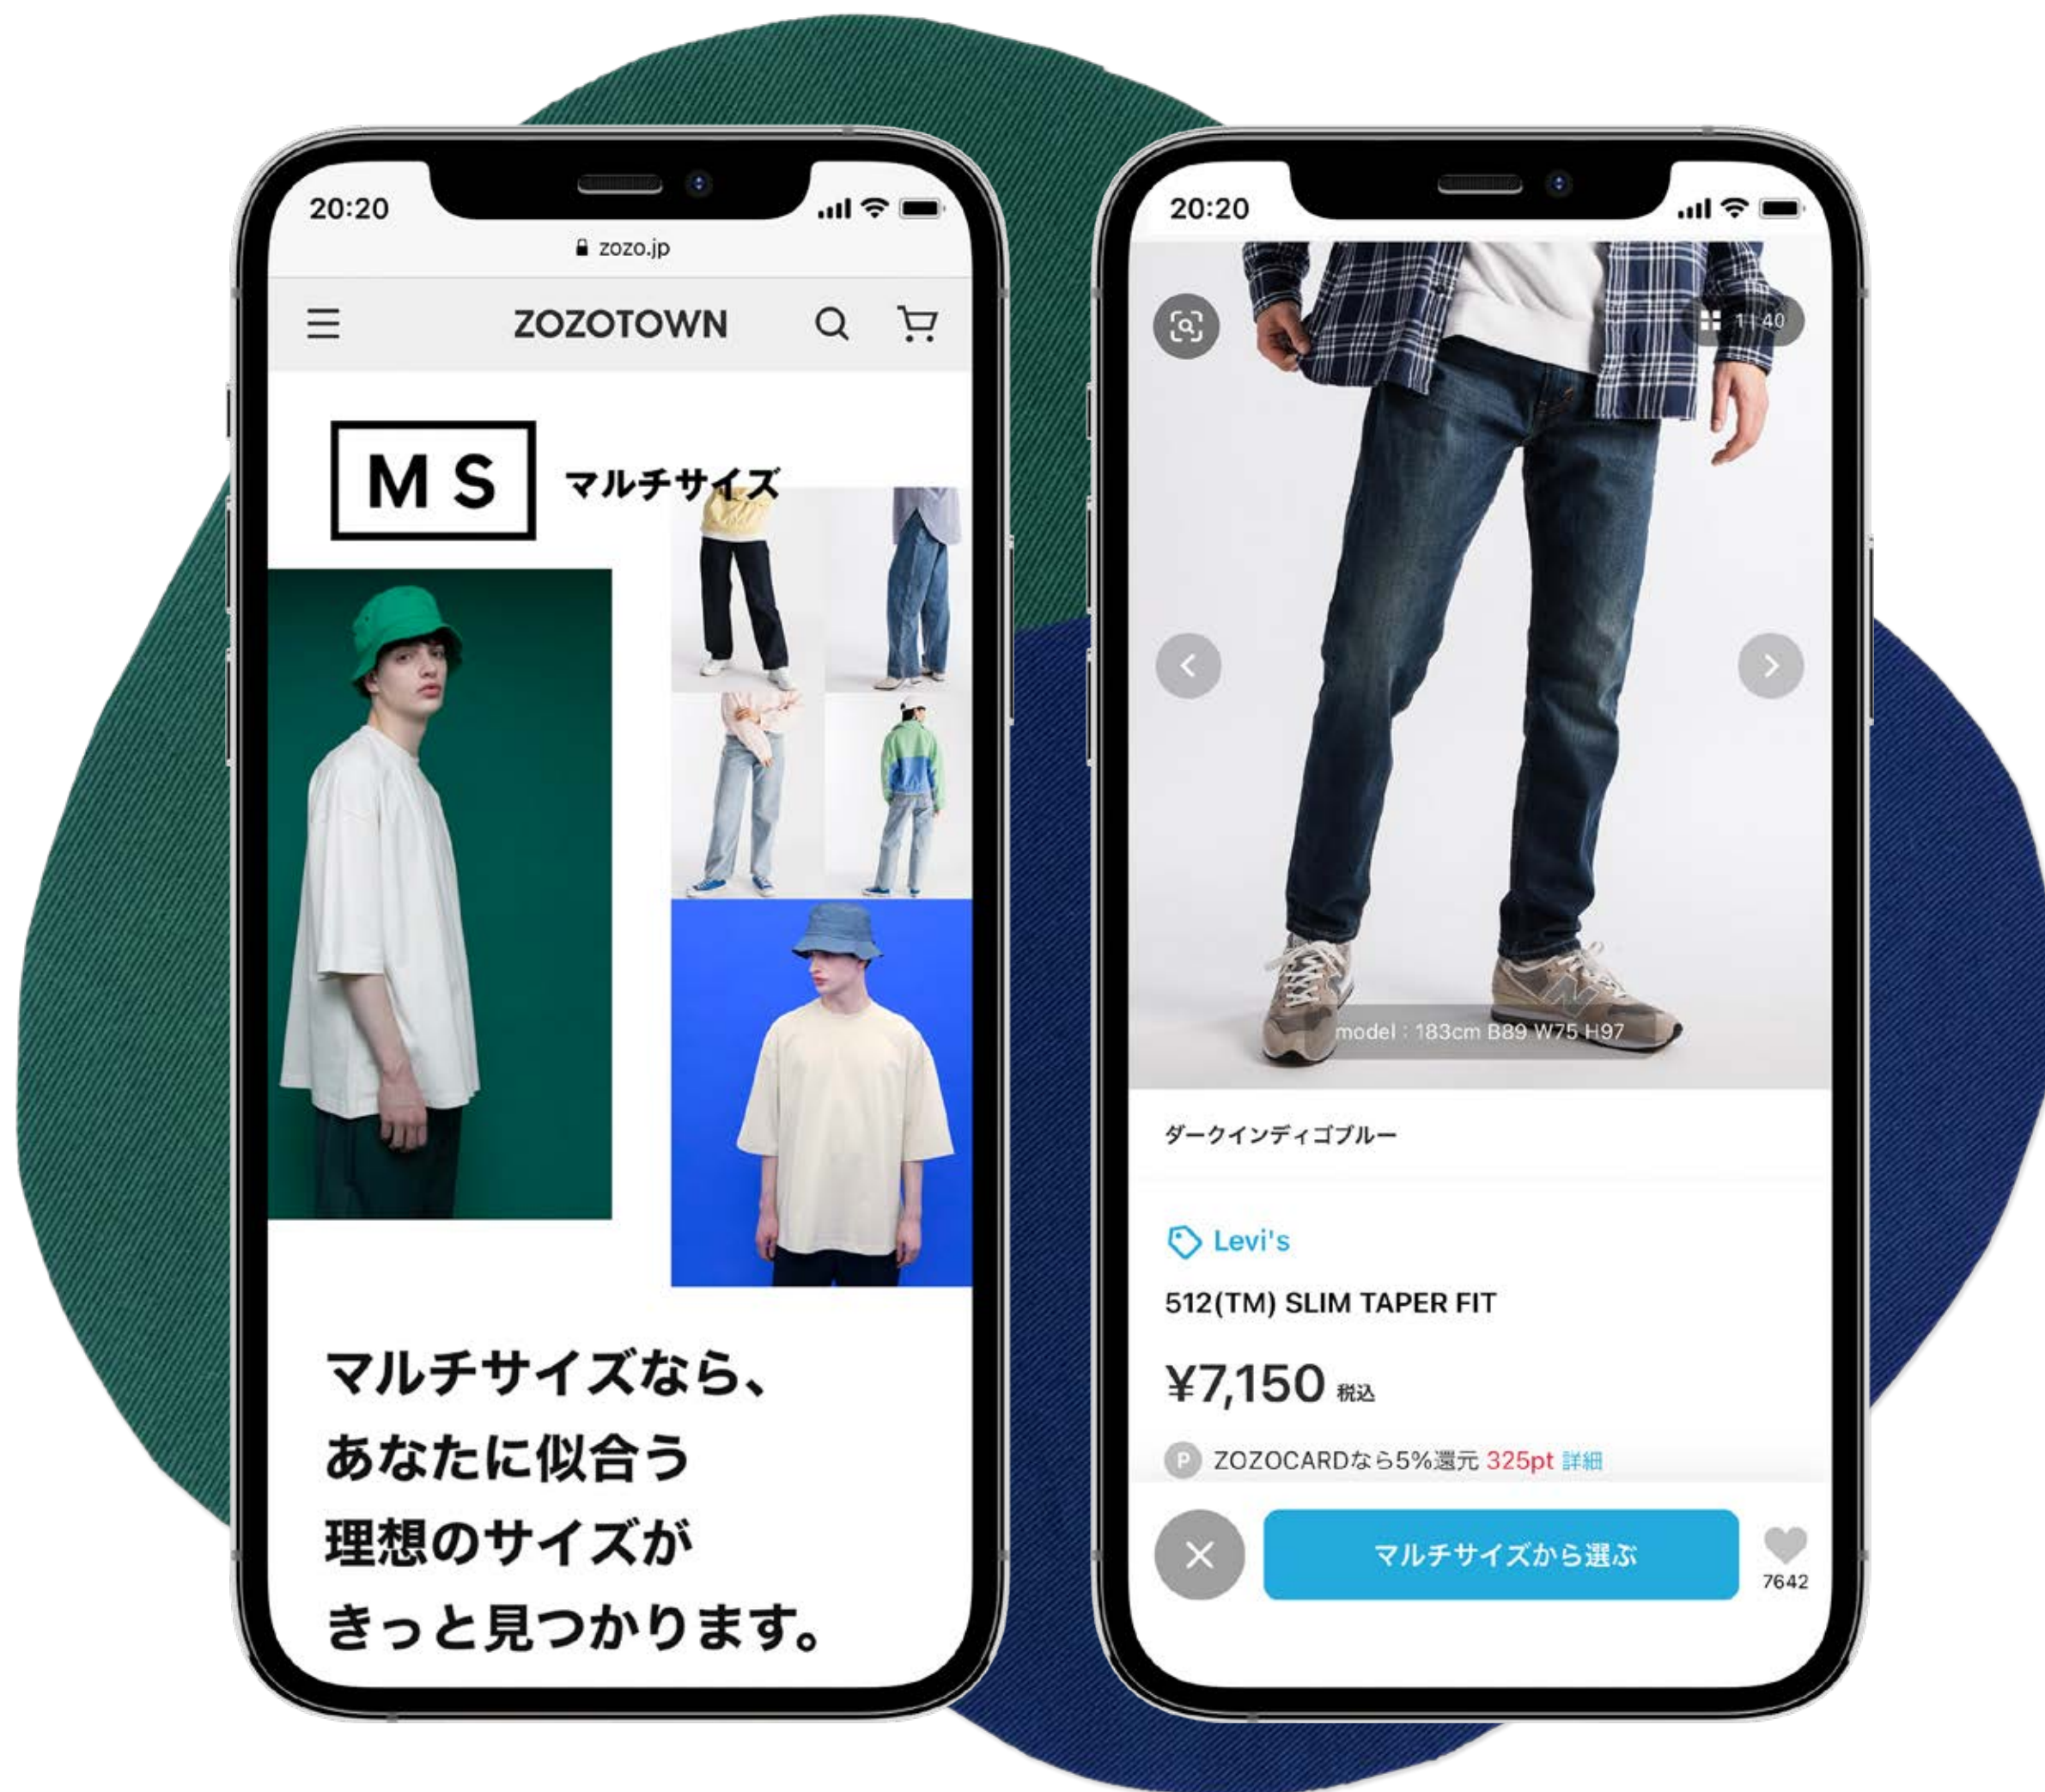 20:20
zozo.jp
ZOZOTOWN
MS
マルチサイズ
マルチサイズなら、
あなたに似合う
理想のサイズが
きっと見つかります。
20:20
1 | 40
model : 183cm B89 W75 H97
ダークインディゴブルー
Levi's
512(TM) SLIM TAPER FIT
¥7,150 税込
P ZOZOCARDなら5%還元 325pt 詳細
マルチサイズから選ぶ
7642